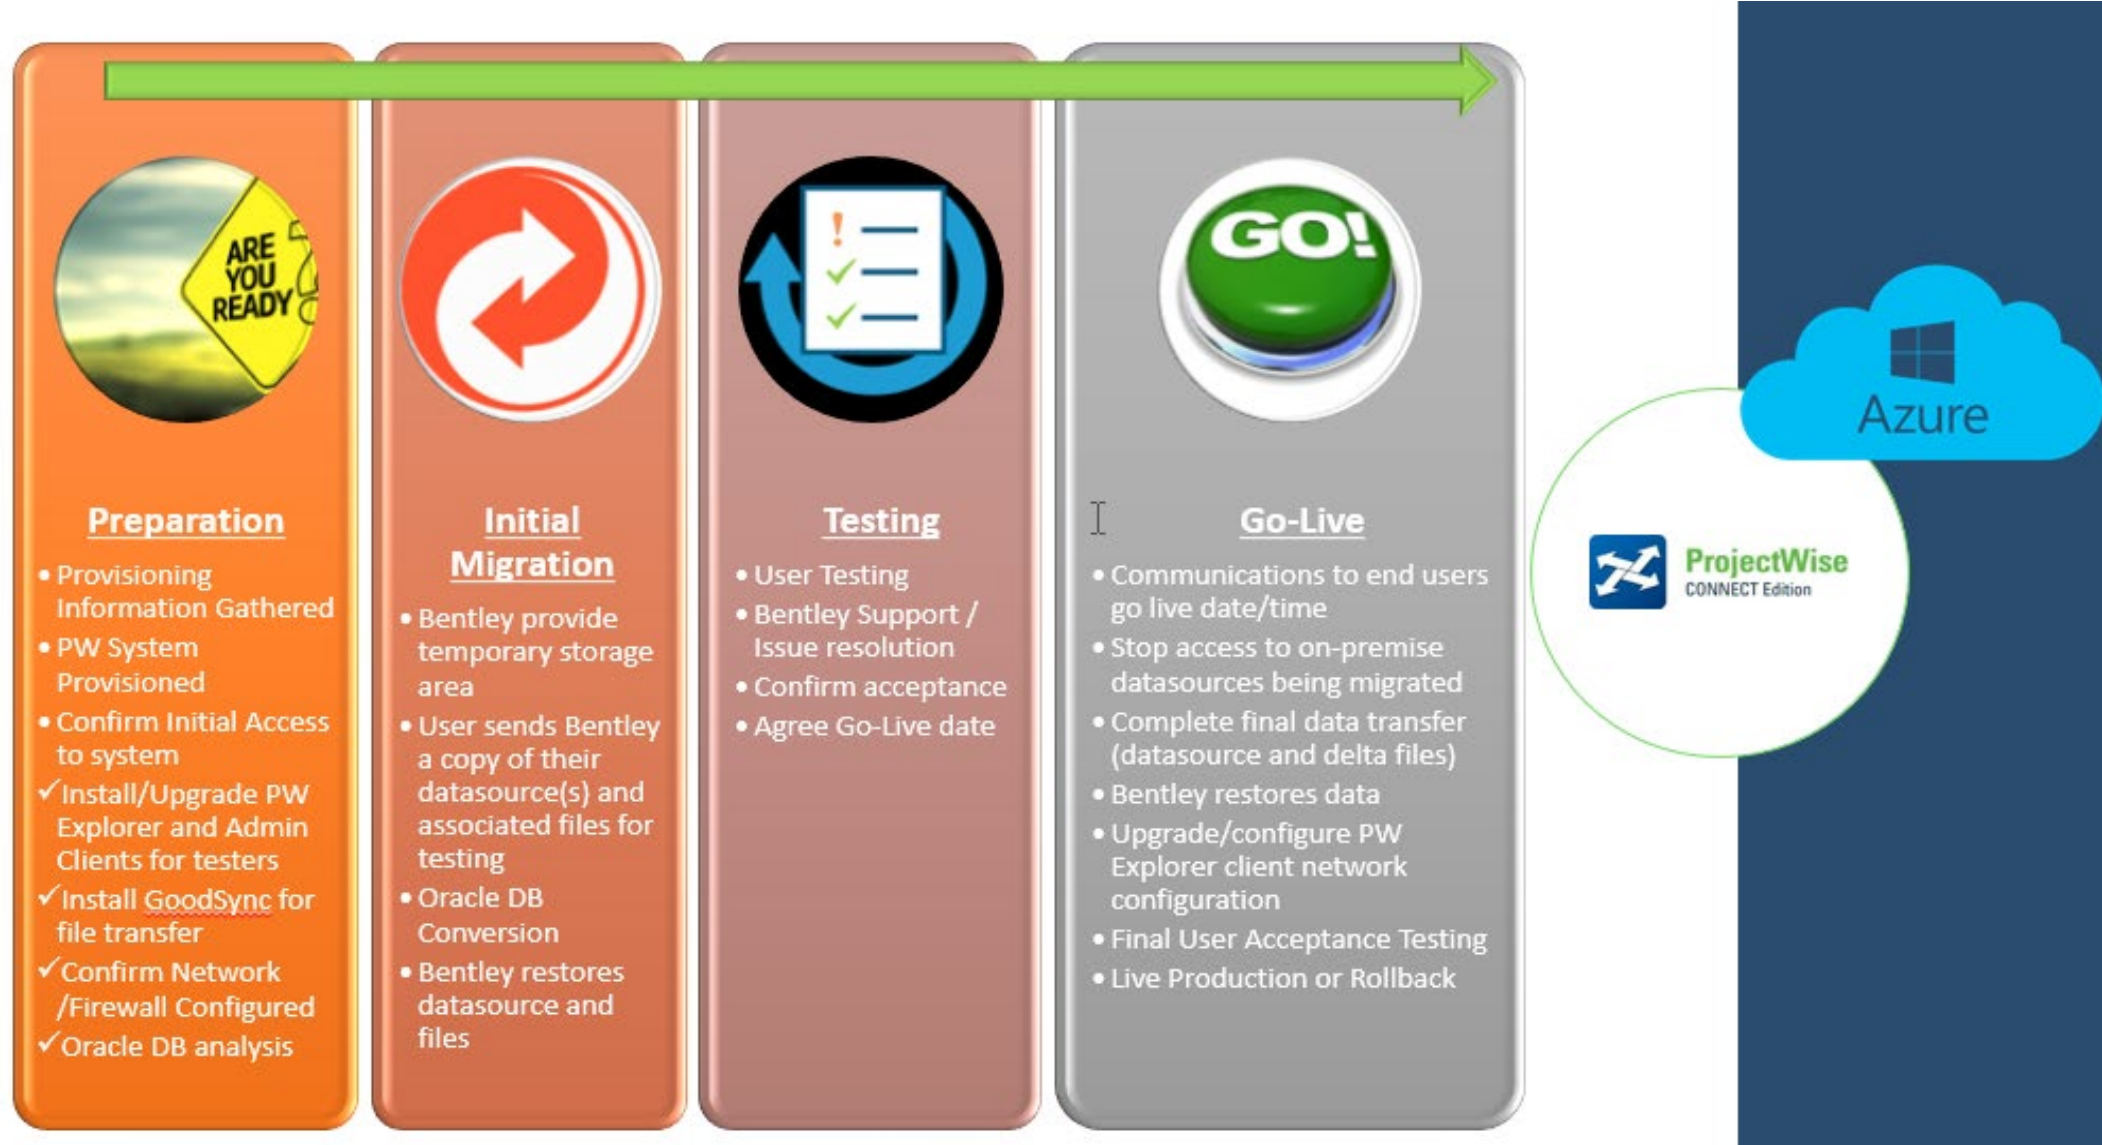 ARE
YOU
READY
Preparation
• Provisioning
Information Gathered
• PW System
Provisioned
• Confirm Initial Access
to system
✓Install/Upgrade PW
Explorer and Admin
Clients for testers
✓Install GoodSync for
file transfer
✓Confirm Network
/Firewall Configured
✓Oracle DB analysis
Initial
Migration
• Bentley provide
temporary storage
area
• User sends Bentley
a copy of their
datasource(s) and
associated files for
testing
• Oracle DB
Conversion
• Bentley restores
datasource and
files
Testing
• User Testing
• Bentley Support /
Issue resolution
• Confirm acceptance
• Agree Go-Live date
GO!
Go-Live
• Communications to end users
go live date/time
• Stop access to on-premise
datasources being migrated
• Complete final data transfer
(datasource and delta files)
• Bentley restores data
• Upgrade/configure PW
Explorer client network
configuration
• Final User Acceptance Testing
• Live Production or Rollback
Azure
ProjectWise
CONNECT Edition